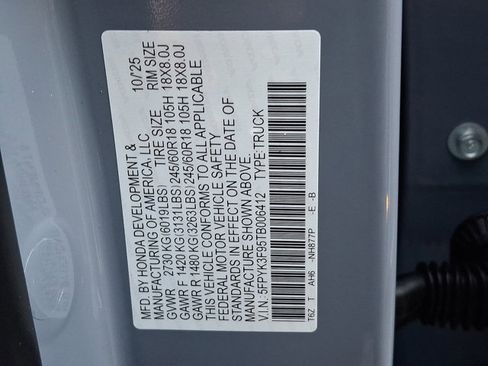 MFD. BY HONDA DEVELOPMENT & 10/25
MANUFACTURING OF AMERICA, LLC
GVWR 2730 KG (6019LBS) TIRE SIZE RIM SIZE
GAWR F 1420 KG (3131LBS) 245/60R18 105H 18X8.0J
GAWR R 1480 KG (3263LBS) 245/60R18 105H 18X8.0J
THIS VEHICLE CONFORMS TO ALL APPLICABLE
FEDERAL MOTOR VEHICLE SAFETY
STANDARDS IN EFFECT ON THE DATE OF
MANUFACTURE SHOWN ABOVE.
V.I.N.: 5FPYK3F95TB006412 TYPE:TRUCK
T6Z T AH6 -NH877P -E -B